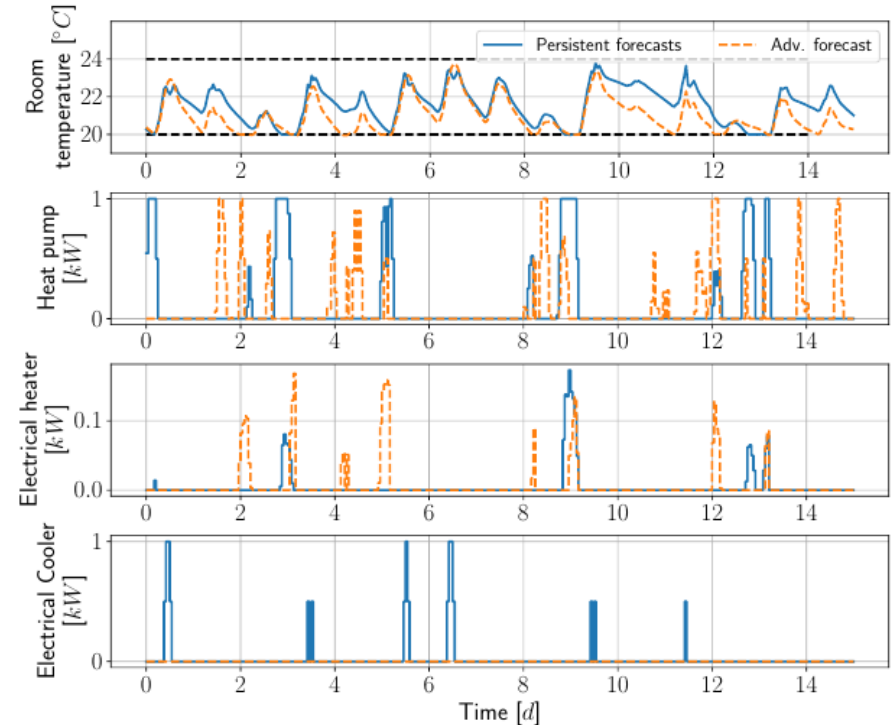 Room
temperature [°C]
24
22
20
Persistent forecasts
Adv. forecast
0 2 4 6 8 10 12 14
Heat pump
[kW]
1
0
0 2 4 6 8 10 12 14
Electrical heater
[kW]
0.1
0.0
0 2 4 6 8 10 12 14
Electrical Cooler
[kW]
1
0
0 2 4 6 8 10 12 14
Time [d]